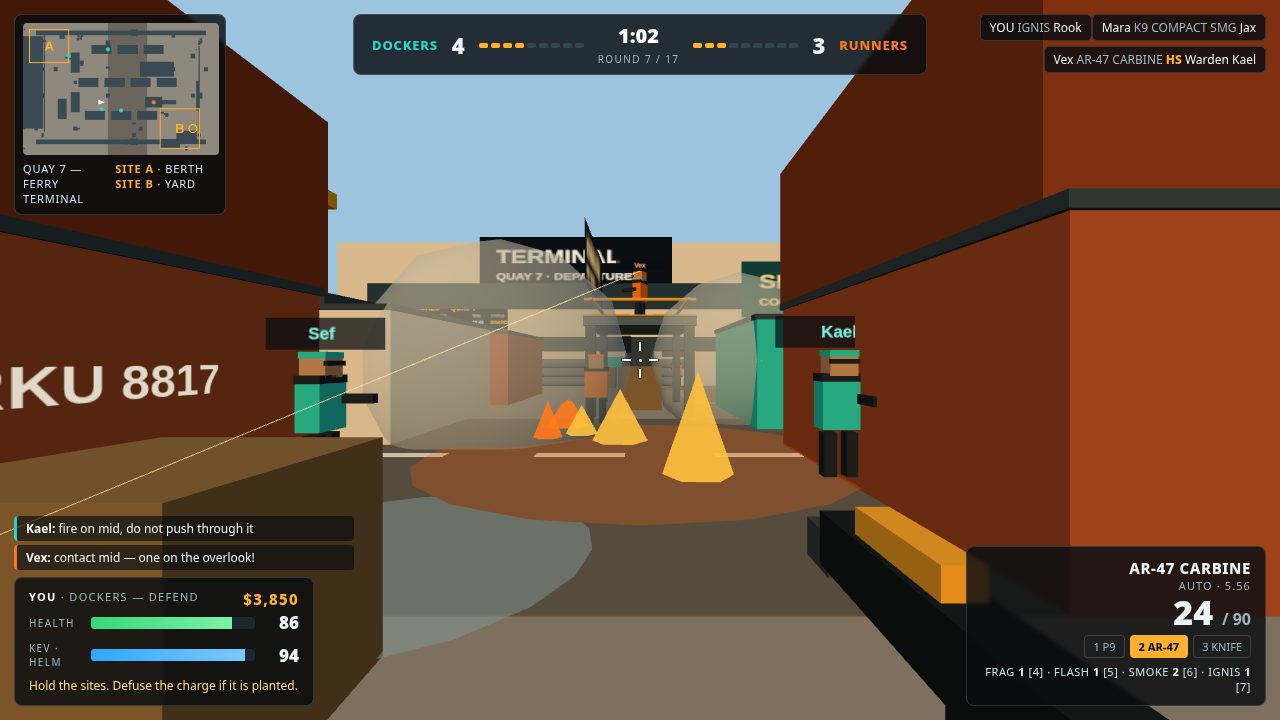 A
B
QUAY 7 —
FERRY
TERMINAL
SITE A · BERTH
SITE B · YARD
DOCKERS 4
1:02
ROUND 7 / 17
3 RUNNERS
YOU IGNIS Rook
Mara K9 COMPACT SMG Jax
Vex AR-47 CARBINE HS Warden Kael
TERMINAL
QUAY 7 · DEPARTURES
Vex
Sef
Kael
RKU 8817
Kael: fire on mid, do not push through it
Vex: contact mid — one on the overlook!
YOU · DOCKERS — DEFEND
$3,850
HEALTH 86
KEV ·
HELM
94
Hold the sites. Defuse the charge if it is planted.
AR-47 CARBINE
AUTO · 5.56
24 / 90
1 P9
2 AR-47
3 KNIFE
FRAG 1 [4] · FLASH 1 [5] · SMOKE 2 [6] · IGNIS 1
[7]